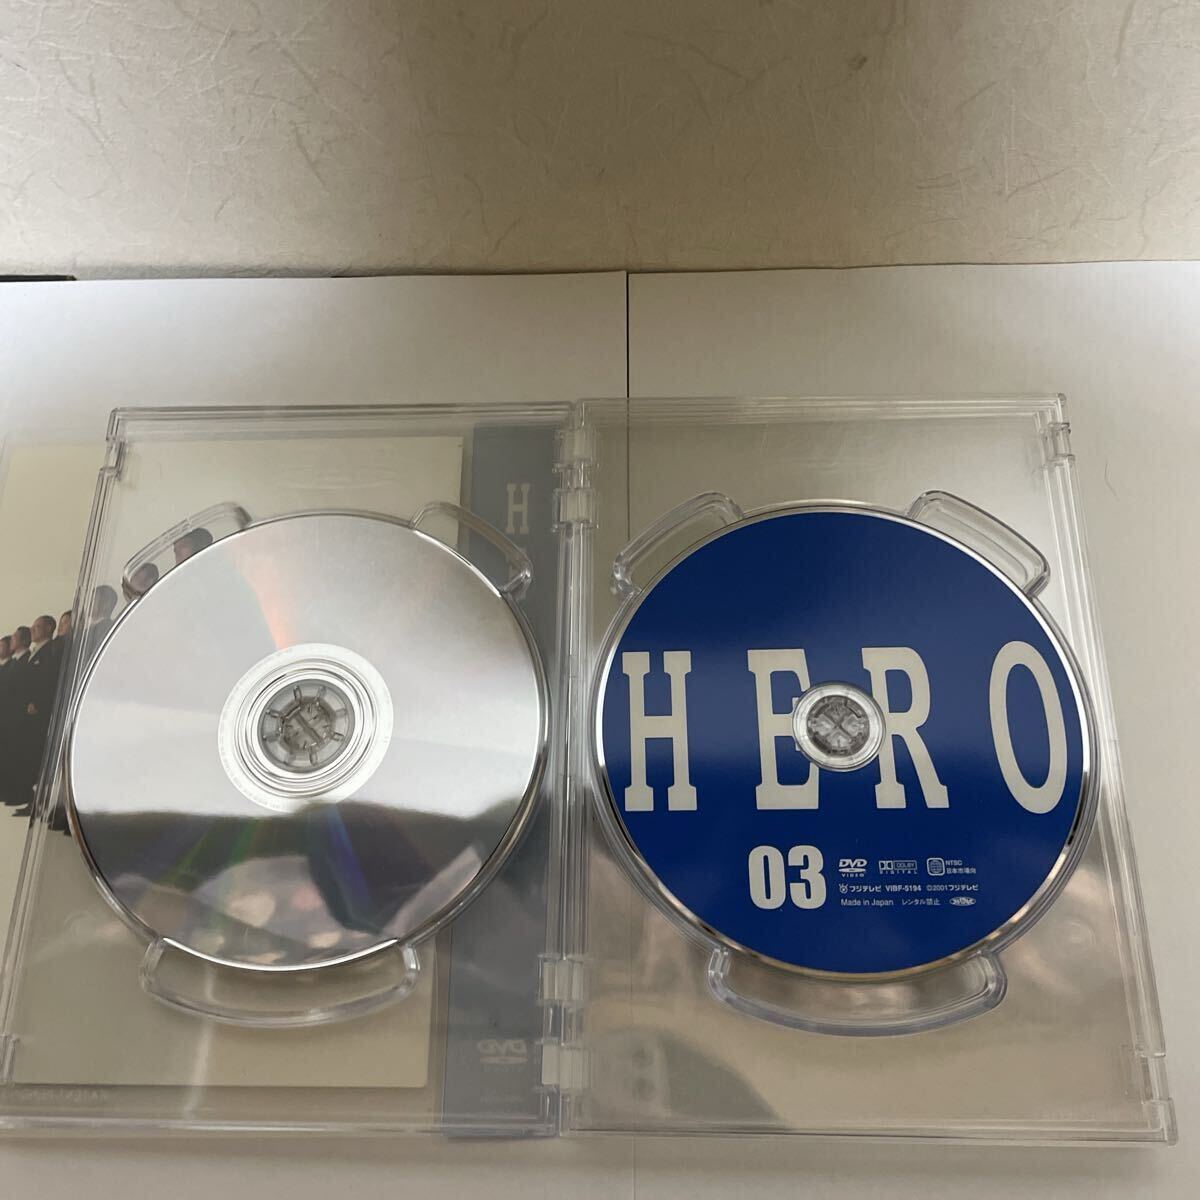 H
HERO
03
DVD VIDEO
DOLBY DIGITAL
NTSC 日本市場向
フジテレビ VIBF-5194 ©2001フジテレビ
Made in Japan レンタル禁止
DVD